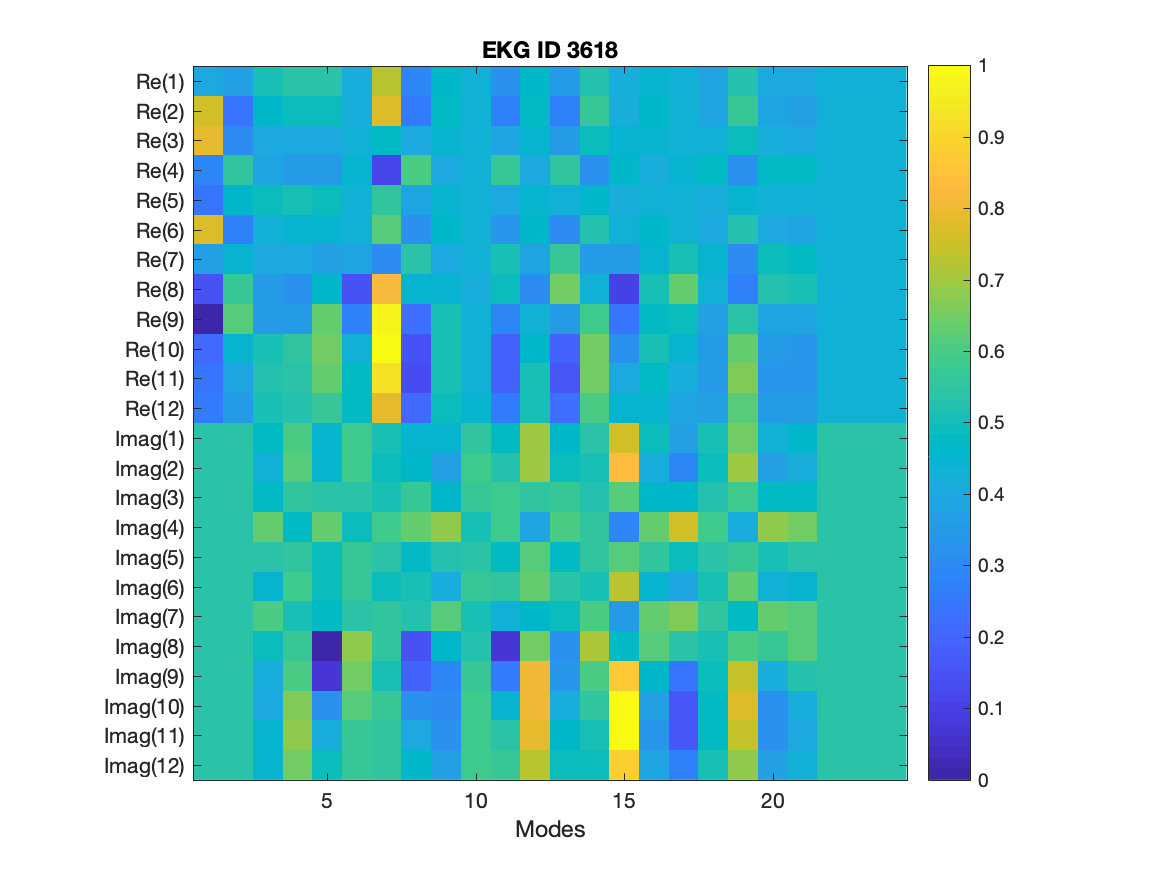 EKG ID 3618
Re(1)
Re(2)
Re(3)
Re(4)
Re(5)
Re(6)
Re(7)
Re(8)
Re(9)
Re(10)
Re(11)
Re(12)
Imag(1)
Imag(2)
Imag(3)
Imag(4)
Imag(5)
Imag(6)
Imag(7)
Imag(8)
Imag(9)
Imag(10)
Imag(11)
Imag(12)
5 10 15 20
Modes
1
0.9
0.8
0.7
0.6
0.5
0.4
0.3
0.2
0.1
0